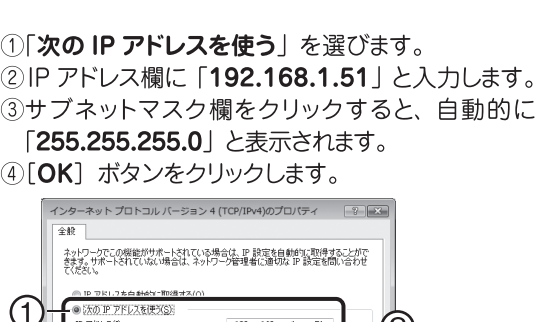 ①「次の IP アドレスを使う」を選びます。
②IP アドレス欄に「192.168.1.51」と入力します。
③サブネットマスク欄をクリックすると、自動的に
「255.255.255.0」と表示されます。
④[OK] ボタンをクリックします。
インターネット プロトコル バージョン 4 (TCP/IPv4)のプロパティ
全般
ネットワークでこの機能がサポートされている場合は、IP 設定を自動的に取得することがで
きます。サポートされていない場合は、ネットワーク管理者に適切な IP 設定を問い合わせ
てください。
IP アドレスを自動的に取得する(O)
① 次の IP アドレスを使う(S):